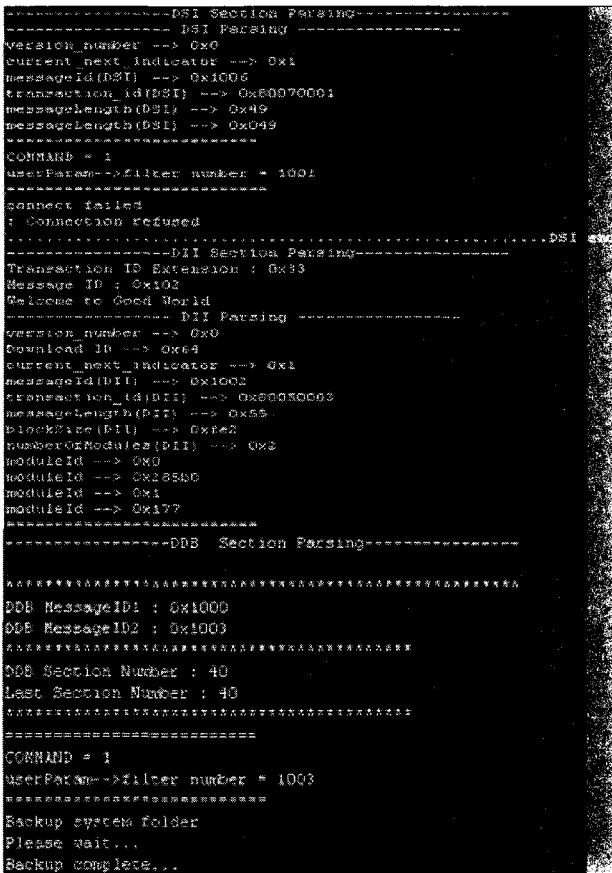 -----------------DSI Section Parsing----------------
----------------- DSI Parsing -----------------
version_number --> 0x0
current_next_indicator --> 0x1
messageId(DSI) --> 0x1006
transaction_id(DSI) --> 0x80070001
messageLength(DSI) --> 0x49
messageLength(DSI) --> 0x049
==========================
COMMAND = 1
userParam-->filter number = 1001
===========================
connect failed
: Connection refused
........................................................DSI
-----------------DII Section Parsing----------------
Transaction ID Extension : 0x33
Message ID : 0x102
Welcome to Good World
----------------- DII Parsing -----------------
version_number --> 0x0
Download ID --> 0x64
current_next_indicator --> 0x1
messageId(DII) --> 0x1002
transaction_id)DII) --> 0x80050003
messageLength(DII) --> 0x55
blockSize(DII) --> 0xfe2
numberOfModules(DII) --> 0x2
moduleId --> 0x0
moduleId --> 0x285b0
moduleId --> 0x1
moduleId --> 0x177
==========================
-----------------DDB  Section Parsing----------------
*****************************************************
DDB MessageID1 : 0x1000
DDB MessageID2 : 0x1003
******************************************
DDB Section Number : 40
Last Section Number : 40
******************************************
==========================
COMMAND = 1
userParam-->filter number = 1003
===========================
Backup system folder
Please wait...
Backup complete...